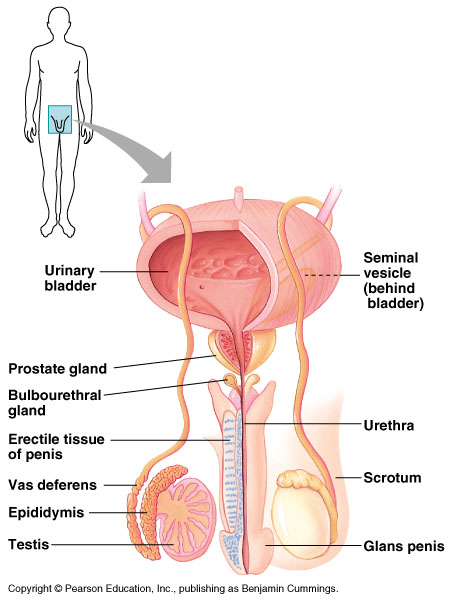 Urinary
bladder
Seminal
vesicle
(behind
bladder)
Prostate gland
Bulbourethral
gland
Erectile tissue
of penis
Urethra
Vas deferens
Scrotum
Epididymis
Testis
Glans penis
Copyright © Pearson Education, Inc., publishing as Benjamin Cummings.